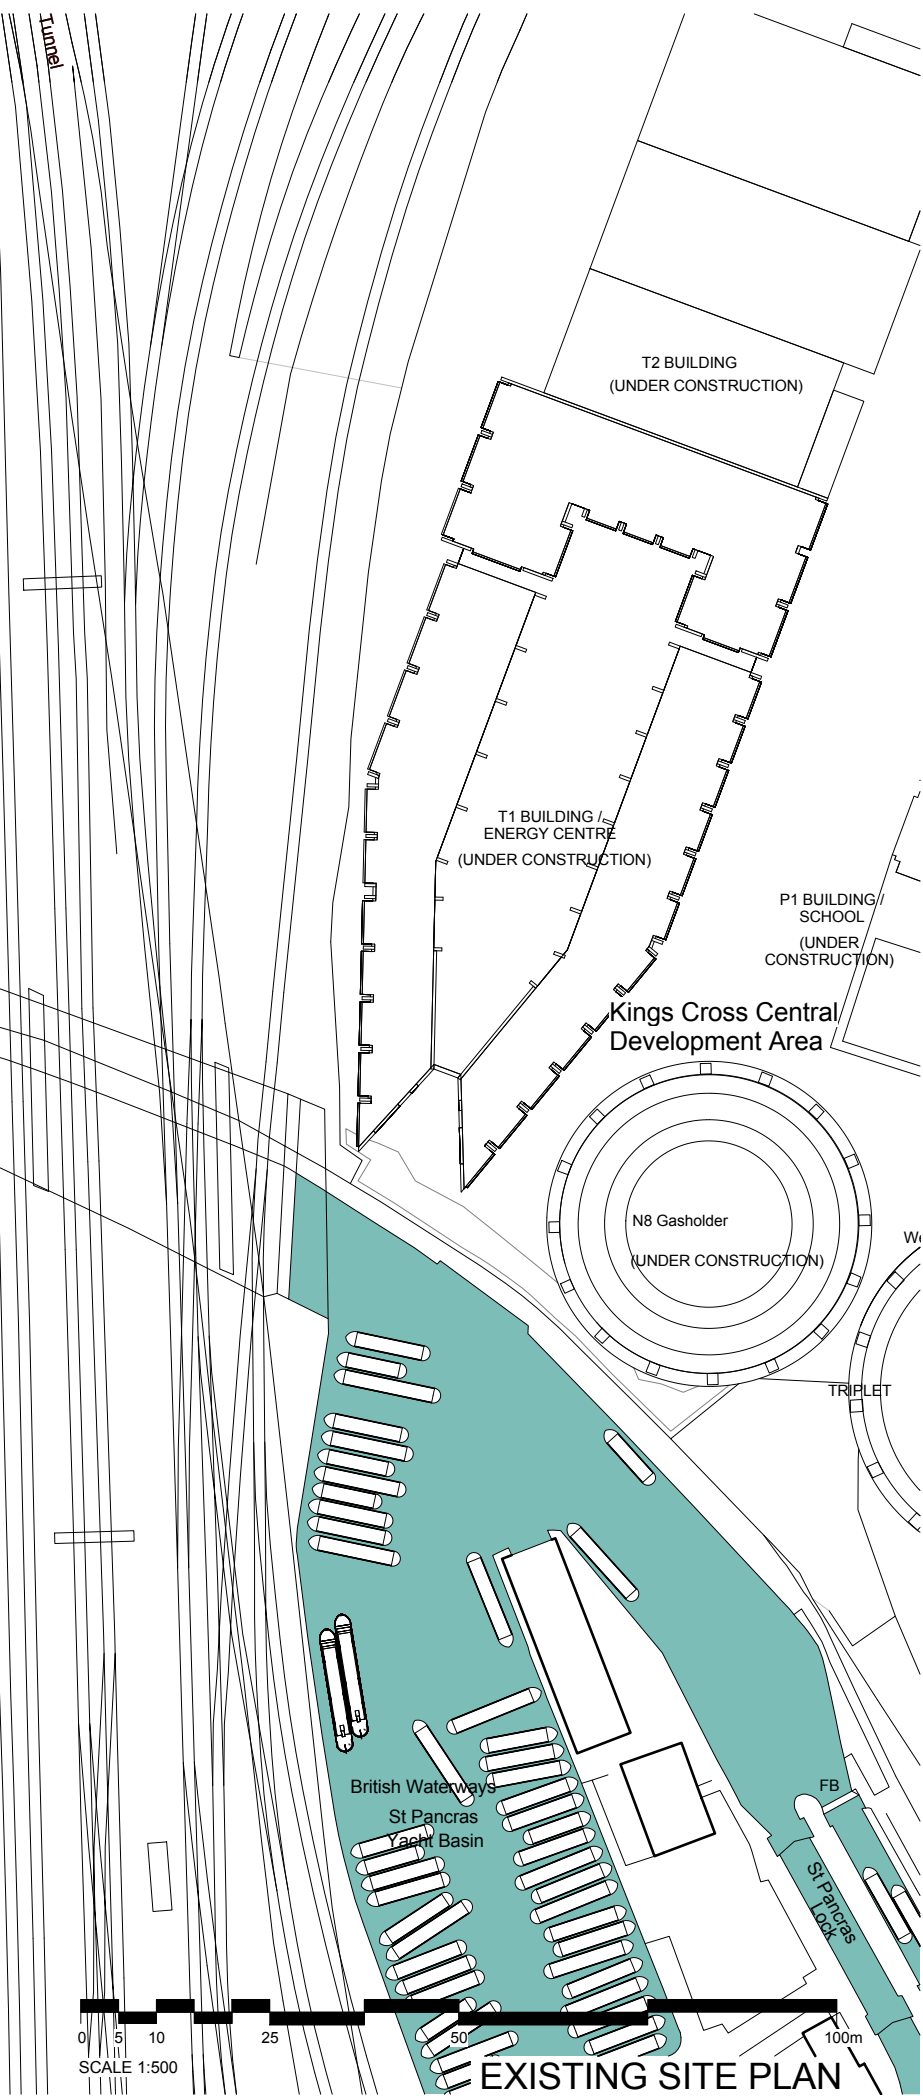 Tunnel
T2 BUILDING
(UNDER CONSTRUCTION)
T1 BUILDING /
ENERGY CENTRE
(UNDER CONSTRUCTION)
P1 BUILDING /
SCHOOL
(UNDER
CONSTRUCTION)
Kings Cross Central
Development Area
N8 Gasholder
(UNDER CONSTRUCTION)
TRIPLET
FB
British Waterways
St Pancras
Yacht Basin
St Pancras
Lock
0 5 10 25 50 100m
SCALE 1:500
EXISTING SITE PLAN